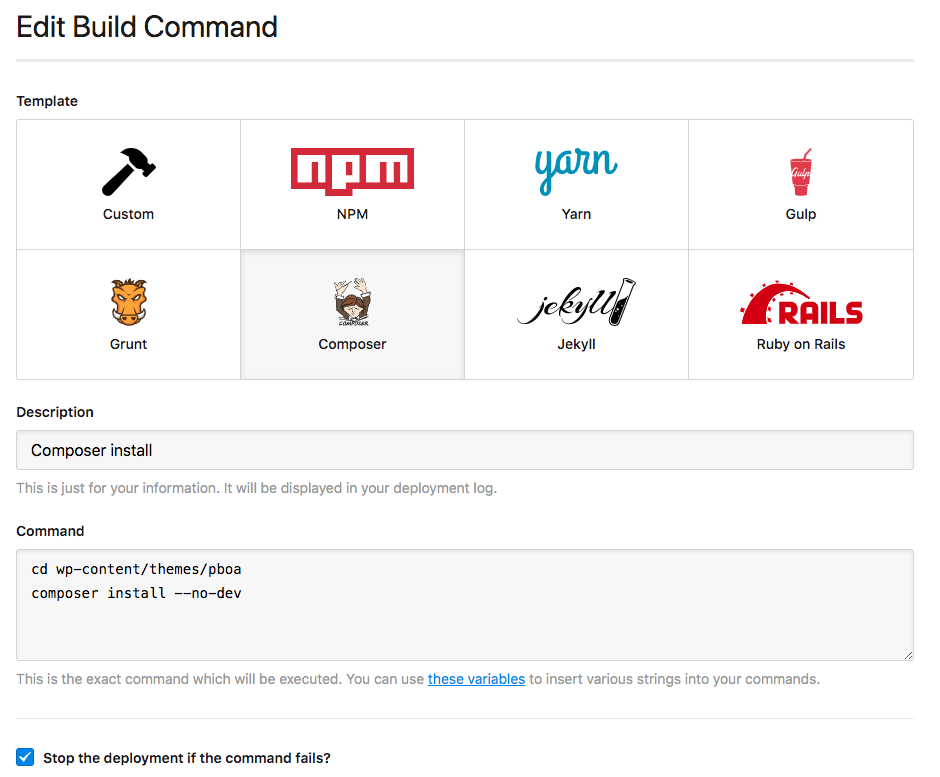 Edit Build Command
Template
npm
yarn
Gulp
Custom
NPM
Yarn
Gulp
COMPOSER
jekyll
RAILS
Grunt
Composer
Jekyll
Ruby on Rails
Description
Composer install
This is just for your information. It will be displayed in your deployment log.
Command
cd wp-content/themes/pboa
composer install --no-dev
This is the exact command which will be executed. You can use these variables to insert various strings into your commands.
Stop the deployment if the command fails?